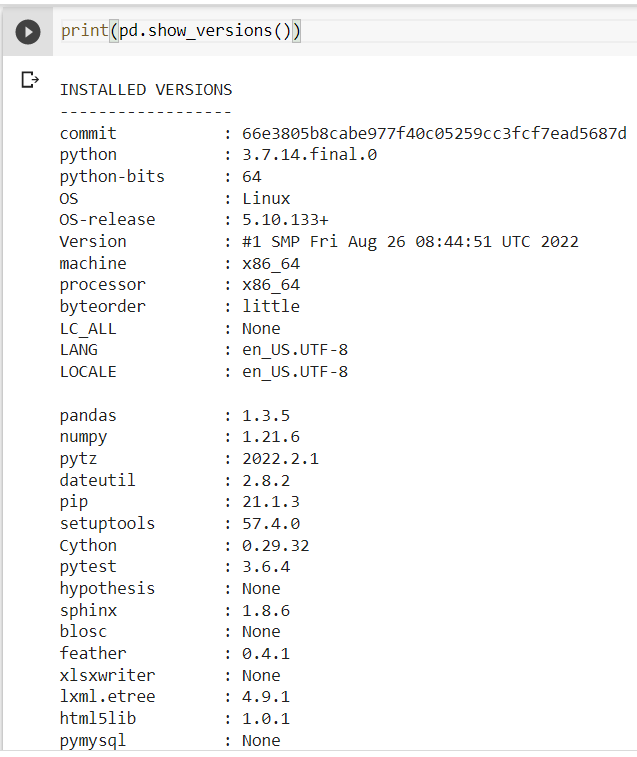 print(pd.show_versions())
INSTALLED VERSIONS
------------------
commit           : 66e3805b8cabe977f40c05259cc3fcf7ead5687d
python           : 3.7.14.final.0
python-bits      : 64
OS               : Linux
OS-release       : 5.10.133+
Version          : #1 SMP Fri Aug 26 08:44:51 UTC 2022
machine          : x86_64
processor        : x86_64
byteorder        : little
LC_ALL           : None
LANG             : en_US.UTF-8
LOCALE           : en_US.UTF-8
pandas           : 1.3.5
numpy            : 1.21.6
pytz             : 2022.2.1
dateutil         : 2.8.2
pip              : 21.1.3
setuptools       : 57.4.0
Cython           : 0.29.32
pytest           : 3.6.4
hypothesis       : None
sphinx           : 1.8.6
blosc            : None
feather          : 0.4.1
xlsxwriter       : None
lxml.etree       : 4.9.1
html5lib         : 1.0.1
pymysql          : None